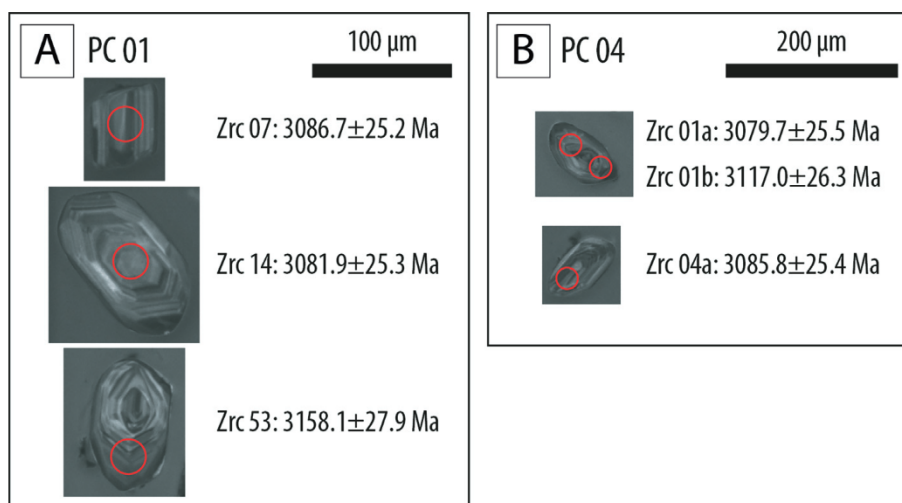 A PC 01
100 µm
Zrc 07: 3086.7±25.2 Ma
Zrc 14: 3081.9±25.3 Ma
Zrc 53: 3158.1±27.9 Ma
B PC 04
200 µm
Zrc 01a: 3079.7±25.5 Ma
Zrc 01b: 3117.0±26.3 Ma
Zrc 04a: 3085.8±25.4 Ma